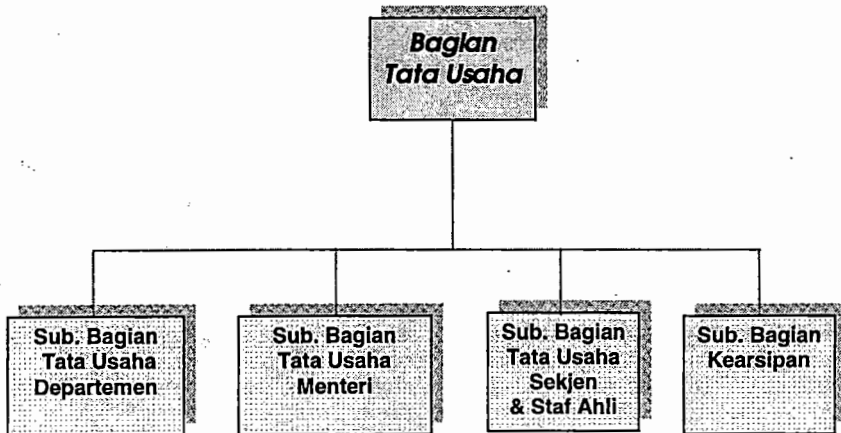 Bagian
Tata Usaha
Sub. Bagian
Tata Usaha
Departemen
Sub. Bagian
Tata Usaha
Menteri
Sub. Bagian
Tata Usaha
Sekjen
& Staf Ahli
Sub. Bagian
Kearsipan